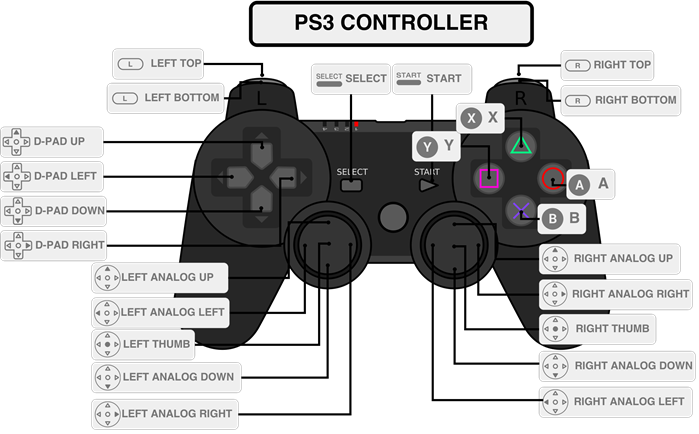 PS3 CONTROLLER
L LEFT TOP
SELECT SELECT
START START
R RIGHT TOP
L LEFT BOTTOM
L
R
R RIGHT BOTTOM
X X
D-PAD UP
Y Y
D-PAD LEFT
SELECT
START
A A
D-PAD DOWN
B B
D-PAD RIGHT
LEFT ANALOG UP
RIGHT ANALOG UP
LEFT ANALOG LEFT
RIGHT ANALOG RIGHT
LEFT THUMB
RIGHT THUMB
LEFT ANALOG DOWN
RIGHT ANALOG DOWN
LEFT ANALOG RIGHT
RIGHT ANALOG LEFT